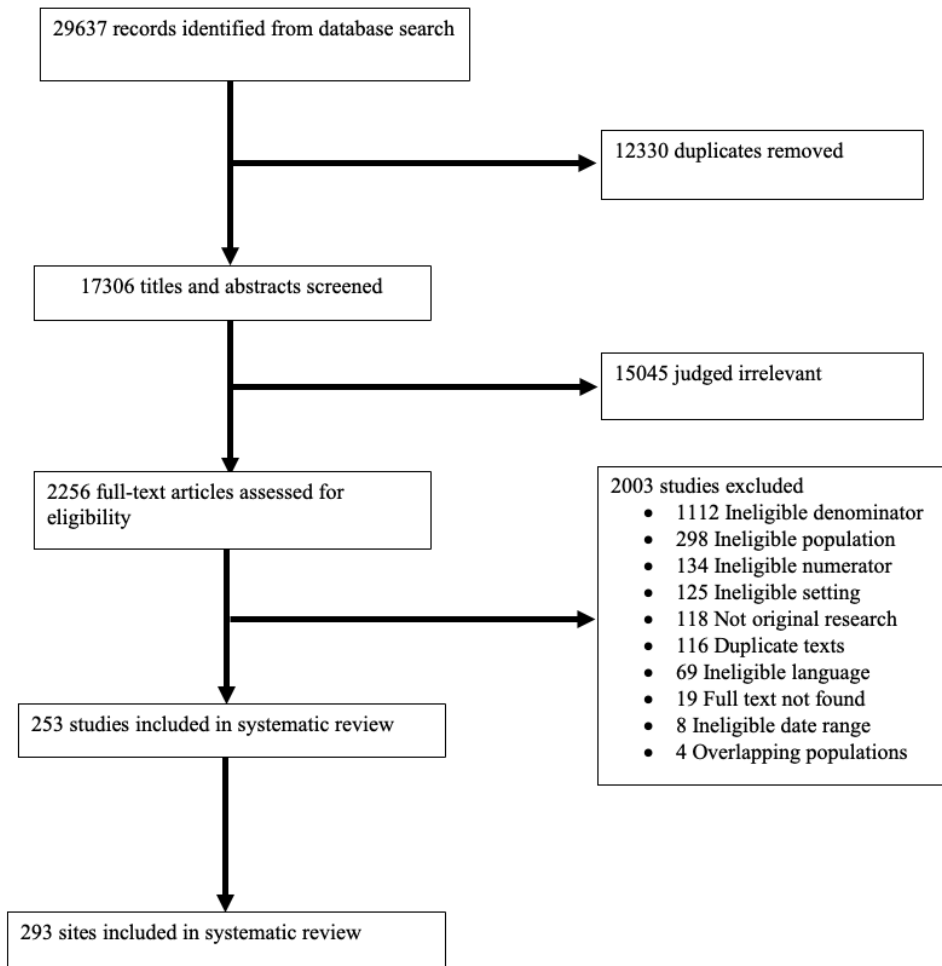 29637 records identified from database search
12330 duplicates removed
17306 titles and abstracts screened
15045 judged irrelevant
2256 full-text articles assessed for
eligibility
2003 studies excluded
• 1112 Ineligible denominator
• 298 Ineligible population
• 134 Ineligible numerator
• 125 Ineligible setting
• 118 Not original research
• 116 Duplicate texts
• 69 Ineligible language
• 19 Full text not found
• 8 Ineligible date range
• 4 Overlapping populations
253 studies included in systematic review
293 sites included in systematic review